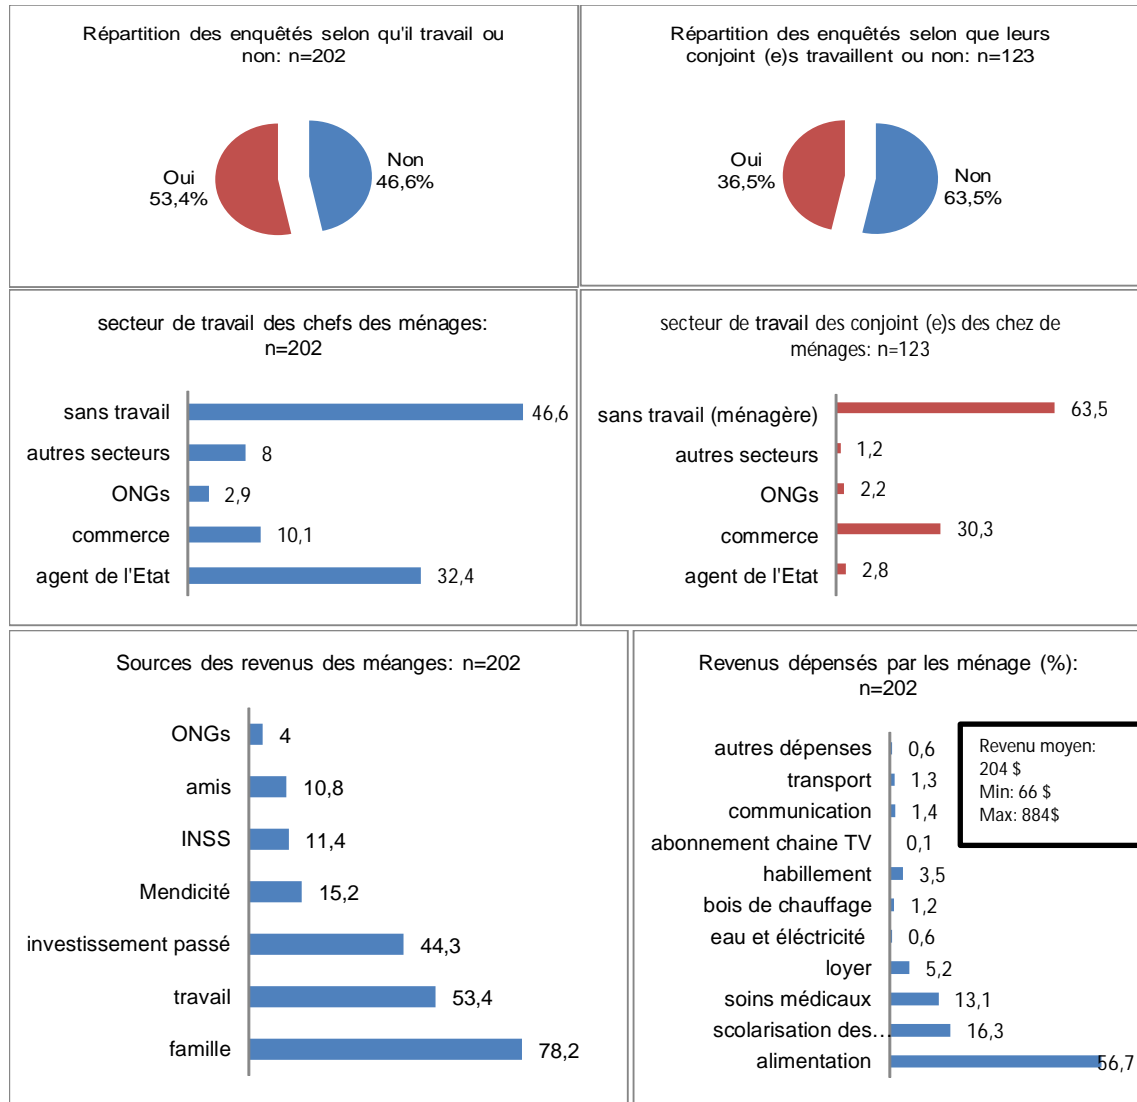 Répartition des enquêtés selon qu'il travail ou
non: n=202
Oui
53,4%
Non
46,6%
Répartition des enquêtés selon que leurs
conjoint (e)s travaillent ou non: n=123
Oui
36,5%
Non
63,5%
secteur de travail des chefs des ménages:
n=202
sans travail 46,6
autres secteurs 8
ONGs 2,9
commerce 10,1
agent de l'Etat 32,4
secteur de travail des conjoint (e)s des chez de
ménages: n=123
sans travail (ménagère) 63,5
autres secteurs 1,2
ONGs 2,2
commerce 30,3
agent de l'Etat 2,8
Sources des revenus des méanges: n=202
ONGs 4
amis 10,8
INSS 11,4
Mendicité 15,2
investissement passé 44,3
travail 53,4
famille 78,2
Revenus dépensés par les ménage (%):
n=202
autres dépenses 0,6
transport 1,3
communication 1,4
abonnement chaine TV 0,1
habillement 3,5
bois de chauffage 1,2
eau et éléctricité 0,6
loyer 5,2
soins médicaux 13,1
scolarisation des… 16,3
alimentation 56,7
Revenu moyen:
204 $
Min: 66 $
Max: 884$